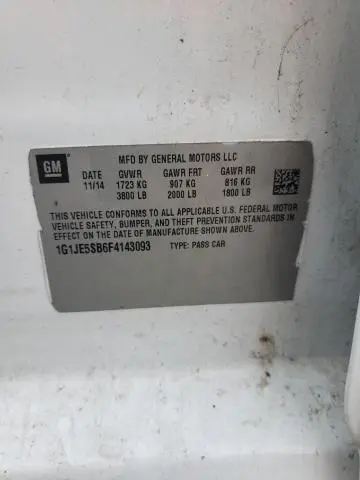 GM
MFD BY GENERAL MOTORS LLC
DATE GVWR GAWR FRT GAWR RR
11/14 1723 KG 907 KG 816 KG
3800 LB 2000 LB 1800 LB
THIS VEHICLE CONFORMS TO ALL APPLICABLE U.S. FEDERAL MOTOR
VEHICLE SAFETY, BUMPER, AND THEFT PREVENTION STANDARDS IN
EFFECT ON THE DATE OF MANUFACTURE SHOWN ABOVE.
1G1JE5SB6F4143093 TYPE: PASS CAR